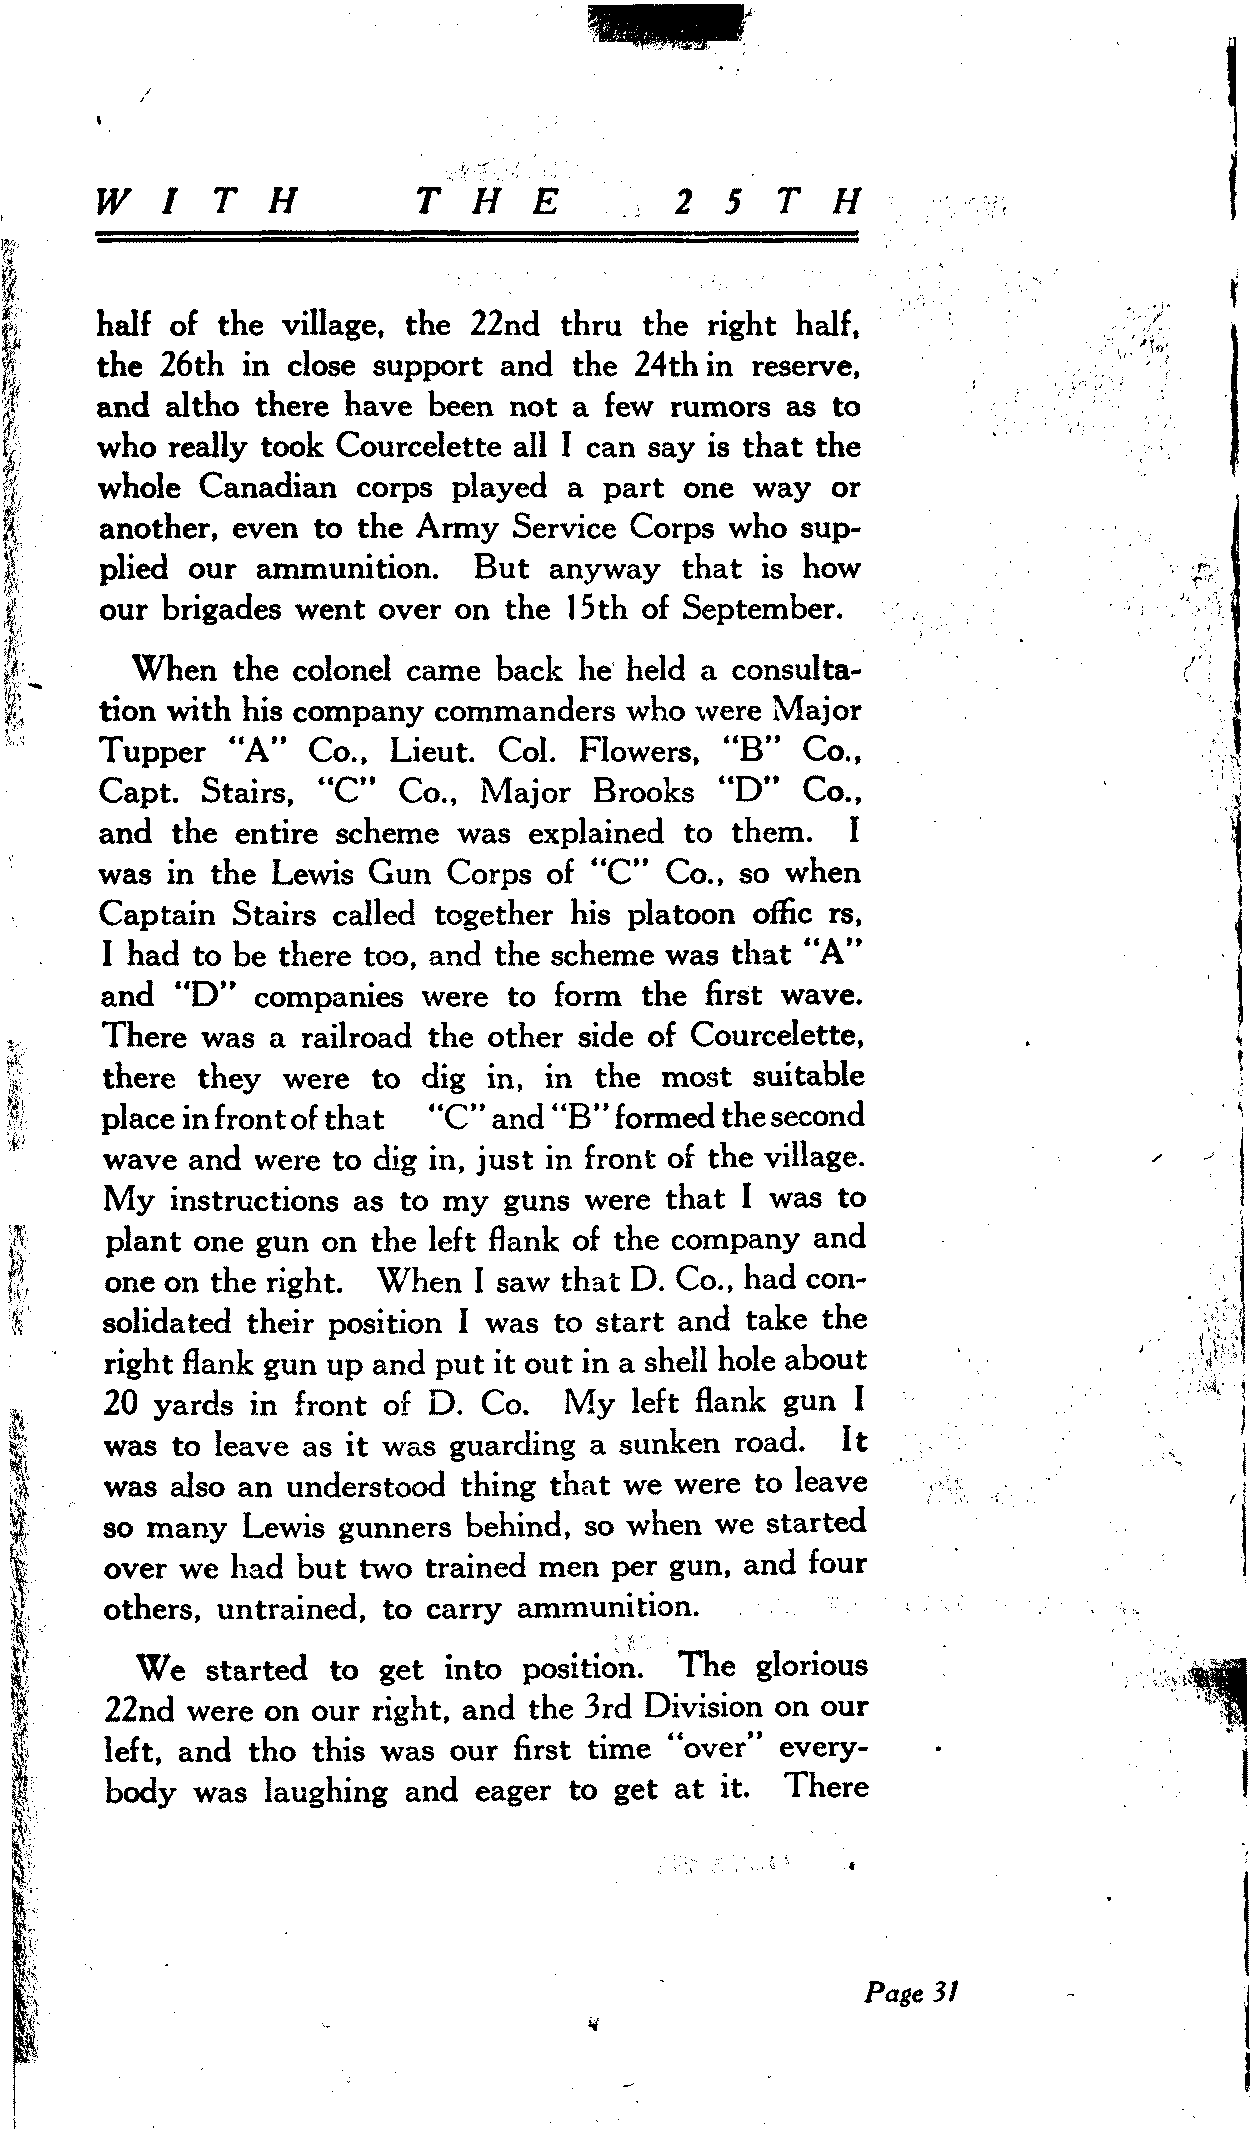 WITH THE 25TH
half of the village, the 22nd thru the right half,
the 26th in close support and the 24th in reserve,
and altho there have been not a few rumors as to
who really took Courcelette all I can say is that the
whole Canadian corps played a part one way or
another, even to the Army Service Corps who sup-
plied our ammunition. But anyway that is how
our brigades went over on the 15th of September.
When the colonel came back he held a consulta-
tion with his company commanders who were Major
Tupper "A" Co., Lieut. Col. Flowers, "B" Co.,
Capt. Stairs, "C" Co., Major Brooks "D" Co.,
and the entire scheme was explained to them. I
was in the Lewis Gun Corps of "C" Co., so when
Captain Stairs called together his platoon offic rs,
I had to be there too, and the scheme was that "A"
and "D" companies were to form the first wave.
There was a railroad the other side of Courcelette,
there they were to dig in, in the most suitable
place in front of that "C" and "B" formed the second
wave and were to dig in, just in front of the village.
My instructions as to my guns were that I was to
plant one gun on the left flank of the company and
one on the right. When I saw that D. Co., had con-
solidated their position I was to start and take the
right flank gun up and put it out in a shell hole about
20 yards in front of D. Co. My left flank gun I
was to leave as it was guarding a sunken road. It
was also an understood thing that we were to leave
so many Lewis gunners behind, so when we started
over we had but two trained men per gun, and four
others, untrained, to carry ammunition.
We started to get into position. The glorious
22nd were on our right, and the 3rd Division on our
left, and tho this was our first time "over" every-
body was laughing and eager to get at it. There
Page 31